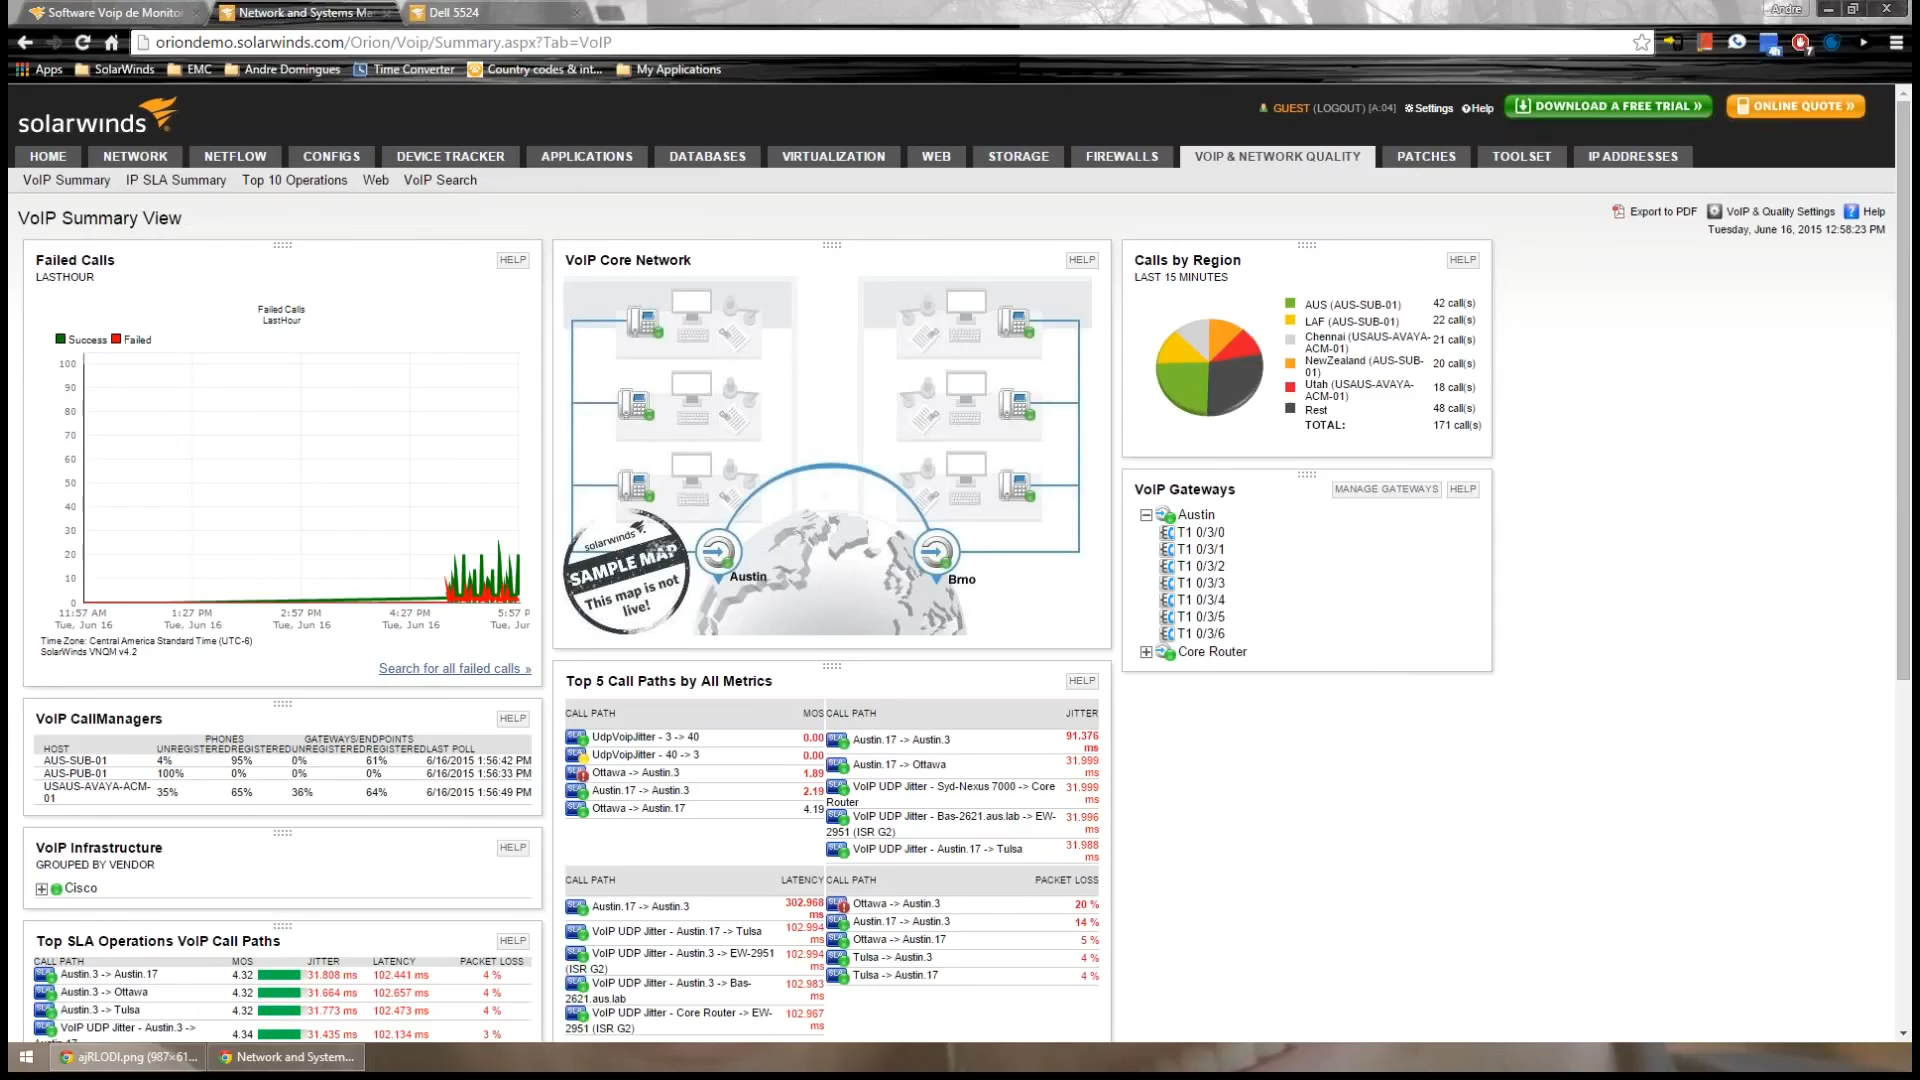 Software Voip de Monitor
Network and Systems Ma
Dell 5524
Andre
oriondemo.solarwinds.com/Orion/Voip/Summary.aspx?Tab=VoIP
Apps SolarWinds EMC Andre Domingues Time Converter Country codes & int... My Applications
solarwinds
GUEST (LOGOUT) [A:04] Settings Help DOWNLOAD A FREE TRIAL » ONLINE QUOTE »
HOME NETWORK NETFLOW CONFIGS DEVICE TRACKER APPLICATIONS DATABASES VIRTUALIZATION WEB STORAGE FIREWALLS VOIP & NETWORK QUALITY PATCHES TOOLSET IP ADDRESSES
VoIP Summary IP SLA Summary Top 10 Operations Web VoIP Search
VoIP Summary View
Export to PDF VoIP & Quality Settings Help
Tuesday, June 16, 2015 12:58:23 PM
Failed Calls HELP
LASTHOUR
Failed Calls
LastHour
Success Failed
100
90
80
70
60
50
40
30
20
10
0
11:57 AM 1:27 PM 2:57 PM 4:27 PM 5:57 P
Tue, Jun 16 Tue, Jun 16 Tue, Jun 16 Tue, Jun 16 Tue, Jur
Time Zone: Central America Standard Time (UTC-6)
SolarWinds VNQM v4.2
Search for all failed calls »
VoIP CallManagers HELP
PHONES GATEWAYS/ENDPOINTS
HOST UNREGISTERED REGISTERED UNREGISTERED REGISTERED LAST POLL
AUS-SUB-01 4% 95% 0% 61% 6/16/2015 1:56:42 PM
AUS-PUB-01 100% 0% 0% 0% 6/16/2015 1:56:33 PM
USAUS-AVAYA-ACM-
01 35% 65% 36% 64% 6/16/2015 1:56:49 PM
VoIP Infrastructure HELP
GROUPED BY VENDOR
Cisco
Top SLA Operations VoIP Call Paths HELP
CALL PATH MOS JITTER LATENCY PACKET LOSS
Austin.3 -> Austin.17 4.32 31.808 ms 102.441 ms 4 %
Austin.3 -> Ottawa 4.32 31.664 ms 102.657 ms 4 %
Austin.3 -> Tulsa 4.32 31.773 ms 102.473 ms 4 %
VoIP UDP Jitter - Austin.3 -> 4.34 31.435 ms 102.134 ms 3 %
VoIP Core Network HELP
solarwinds
SAMPLE MAP
This map is not
live!
Austin
Brno
Top 5 Call Paths by All Metrics HELP
CALL PATH MOS
UdpVoipJitter - 3 -> 40 0.00
UdpVoipJitter - 40 -> 3 0.00
Ottawa -> Austin.3 1.89
Austin.17 -> Austin.3 2.19
Ottawa -> Austin.17 4.19
CALL PATH JITTER
Austin.17 -> Austin.3 91.376
ms
Austin.17 -> Ottawa 31.999
ms
VoIP UDP Jitter - Syd-Nexus 7000 -> Core 31.999
Router ms
VoIP UDP Jitter - Bas-2621.aus.lab -> EW- 31.996
2951 (ISR G2) ms
VoIP UDP Jitter - Austin.17 -> Tulsa 31.988
ms
CALL PATH LATENCY
Austin.17 -> Austin.3 302.968
ms
VoIP UDP Jitter - Austin.17 -> Tulsa 102.994
ms
VoIP UDP Jitter - Austin.3 -> EW-2951 102.994
(ISR G2) ms
VoIP UDP Jitter - Austin.3 -> Bas- 102.983
2621.aus.lab ms
VoIP UDP Jitter - Core Router -> EW- 102.967
2951 (ISR G2) ms
CALL PATH PACKET LOSS
Ottawa -> Austin.3 20 %
Austin.17 -> Austin.3 14 %
Ottawa -> Austin.17 5 %
Tulsa -> Austin.3 4 %
Tulsa -> Austin.17 4 %
Calls by Region HELP
LAST 15 MINUTES
AUS (AUS-SUB-01) 42 call(s)
LAF (AUS-SUB-01) 22 call(s)
Chennai (USAUS-AVAYA- 21 call(s)
ACM-01)
NewZealand (AUS-SUB- 20 call(s)
01)
Utah (USAUS-AVAYA- 18 call(s)
ACM-01)
Rest 48 call(s)
TOTAL: 171 call(s)
VoIP Gateways MANAGE GATEWAYS HELP
Austin
T1 0/3/0
T1 0/3/1
T1 0/3/2
T1 0/3/3
T1 0/3/4
T1 0/3/5
T1 0/3/6
Core Router
ajRLODI.png (987×61... Network and System...